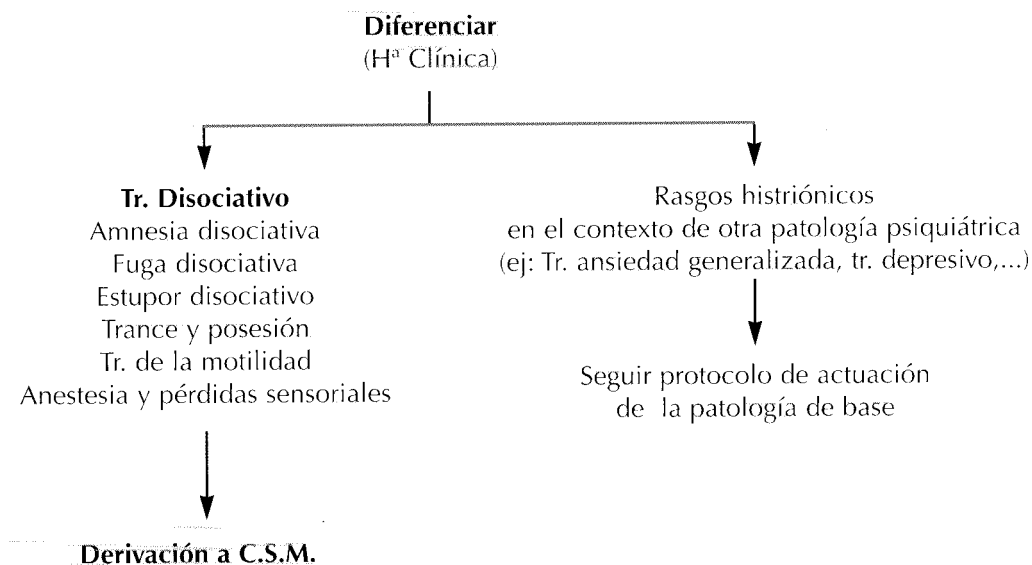 Diferenciar
(Hª Clínica)
Tr. Disociativo
Amnesia disociativa
Fuga disociativa
Estupor disociativo
Trance y posesión
Tr. de la motilidad
Anestesia y pérdidas sensoriales
Derivación a C.S.M.
Rasgos histriónicos
en el contexto de otra patología psiquiátrica
(ej: Tr. ansiedad generalizada, tr. depresivo,...)
Seguir protocolo de actuación
de la patología de base